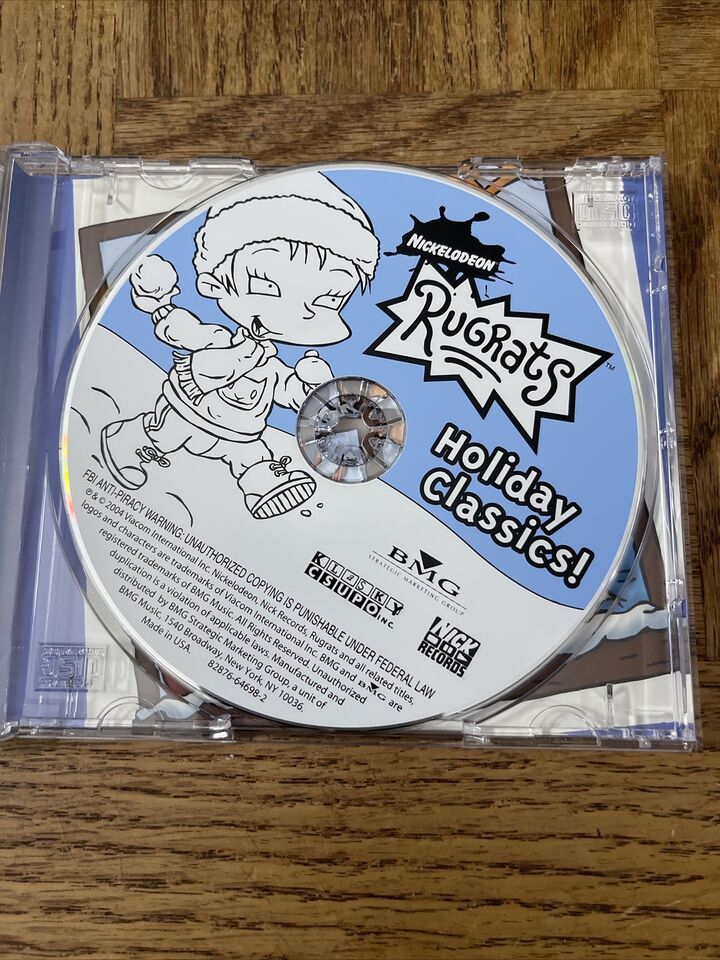 NICKELODEON
RUGRATS™
Holiday
Classics!
KLASKY
CSUPO INC.
BMG
STRATEGIC MARKETING GROUP
NICK
RECORDS
FBI ANTI-PIRACY WARNING: UNAUTHORIZED COPYING IS PUNISHABLE UNDER FEDERAL LAW
℗ & © 2004 Viacom International Inc. Nickelodeon, Nick Records, Rugrats and all related titles,
logos and characters are trademarks of Viacom International Inc. BMG and BMG are
registered trademarks of BMG Music. All Rights Reserved. Unauthorized
duplication is a violation of applicable laws. Manufactured and
distributed by BMG Strategic Marketing Group, a unit of
BMG Music, 1540 Broadway, New York, NY 10036.
Made in USA.
82876-64698-2